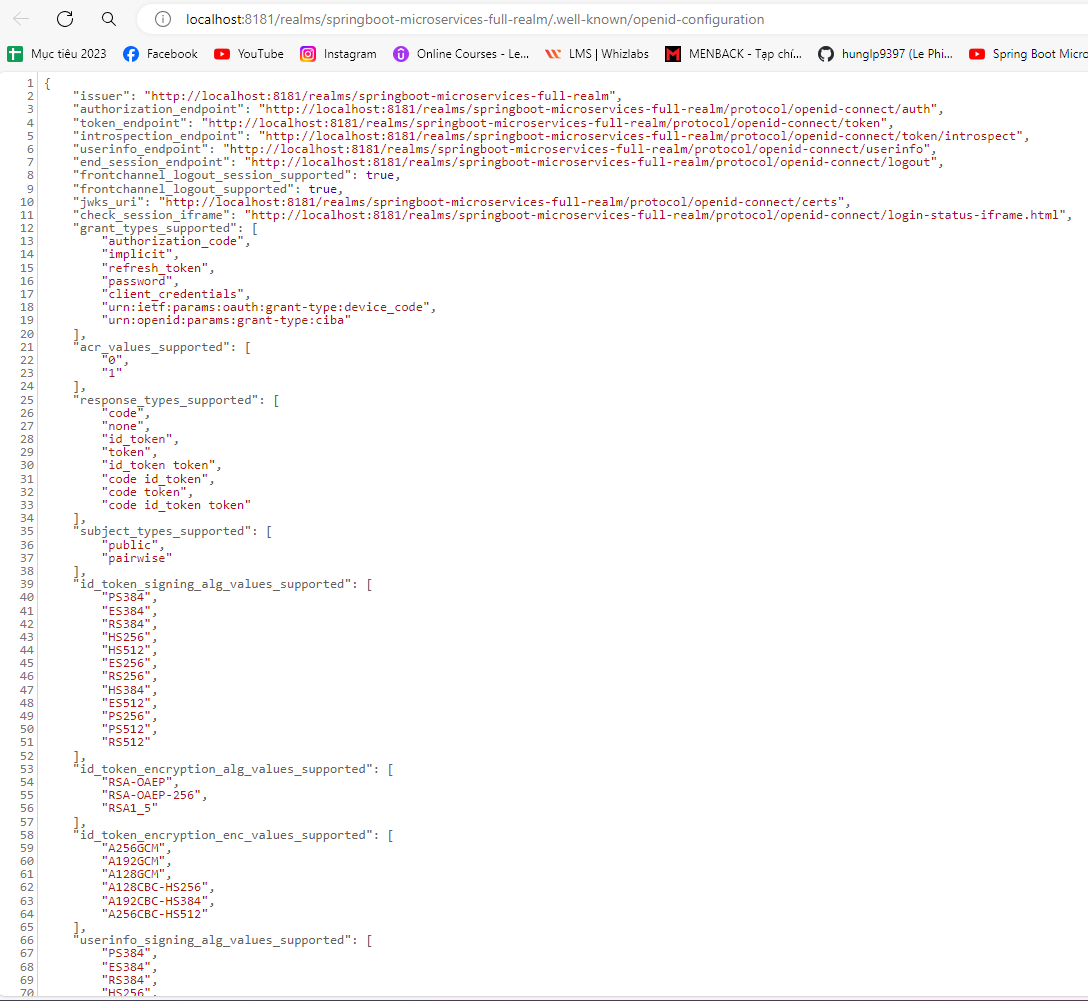 localhost:8181/realms/springboot-microservices-full-realm/.well-known/openid-configuration
Mục tiêu 2023 Facebook YouTube Instagram Online Courses - Le... LMS | Whizlabs MENBACK - Tạp chí... hunglp9397 (Le Phi... Spring Boot Micro
1 {
2 "issuer": "http://localhost:8181/realms/springboot-microservices-full-realm",
3 "authorization_endpoint": "http://localhost:8181/realms/springboot-microservices-full-realm/protocol/openid-connect/auth",
4 "token_endpoint": "http://localhost:8181/realms/springboot-microservices-full-realm/protocol/openid-connect/token",
5 "introspection_endpoint": "http://localhost:8181/realms/springboot-microservices-full-realm/protocol/openid-connect/token/introspect",
6 "userinfo_endpoint": "http://localhost:8181/realms/springboot-microservices-full-realm/protocol/openid-connect/userinfo",
7 "end_session_endpoint": "http://localhost:8181/realms/springboot-microservices-full-realm/protocol/openid-connect/logout",
8 "frontchannel_logout_session_supported": true,
9 "frontchannel_logout_supported": true,
10 "jwks_uri": "http://localhost:8181/realms/springboot-microservices-full-realm/protocol/openid-connect/certs",
11 "check_session_iframe": "http://localhost:8181/realms/springboot-microservices-full-realm/protocol/openid-connect/login-status-iframe.html",
12 "grant_types_supported": [
13 "authorization_code",
14 "implicit",
15 "refresh_token",
16 "password",
17 "client_credentials",
18 "urn:ietf:params:oauth:grant-type:device_code",
19 "urn:openid:params:grant-type:ciba"
20 ],
21 "acr_values_supported": [
22 "0",
23 "1"
24 ],
25 "response_types_supported": [
26 "code",
27 "none",
28 "id_token",
29 "token",
30 "id_token token",
31 "code id_token",
32 "code token",
33 "code id_token token"
34 ],
35 "subject_types_supported": [
36 "public",
37 "pairwise"
38 ],
39 "id_token_signing_alg_values_supported": [
40 "PS384",
41 "ES384",
42 "RS384",
43 "HS256",
44 "HS512",
45 "ES256",
46 "RS256",
47 "HS384",
48 "ES512",
49 "PS256",
50 "PS512",
51 "RS512"
52 ],
53 "id_token_encryption_alg_values_supported": [
54 "RSA-OAEP",
55 "RSA-OAEP-256",
56 "RSA1_5"
57 ],
58 "id_token_encryption_enc_values_supported": [
59 "A256GCM",
60 "A192GCM",
61 "A128GCM",
62 "A128CBC-HS256",
63 "A192CBC-HS384",
64 "A256CBC-HS512"
65 ],
66 "userinfo_signing_alg_values_supported": [
67 "PS384",
68 "ES384",
69 "RS384",
70 "HS256",